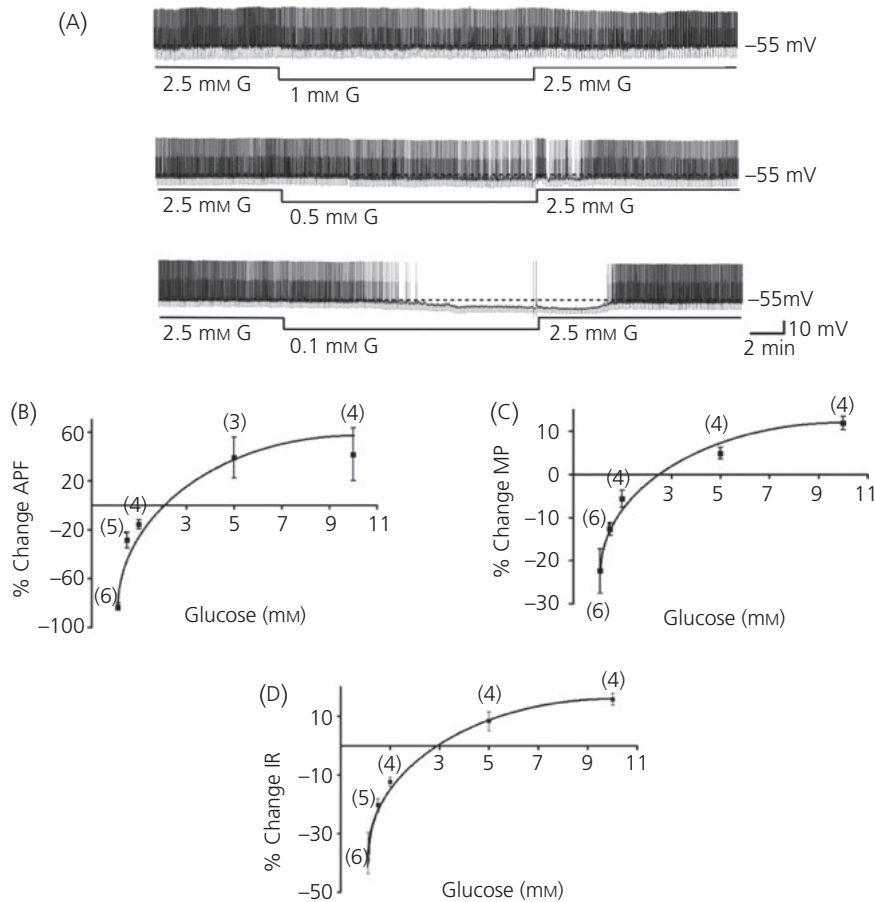 (A)
−55 mV
2.5 mM G
1 mM G
2.5 mM G
−55 mV
2.5 mM G
0.5 mM G
2.5 mM G
−55mV
2.5 mM G
0.1 mM G
2.5 mM G
10 mV
2 min
(B)
% Change APF
60
20
−20
−60
−100
3 5 7 9 11
(6)
(5)
(4)
(3)
(4)
Glucose (mM)
(C)
% Change MP
10
0
−10
−20
−30
3 5 7 9 11
(6)
(6)
(4)
(4)
(4)
Glucose (mM)
(D)
% Change IR
10
−10
−30
−50
3 5 7 9 11
(6)
(5)
(4)
(4)
(4)
Glucose (mM)